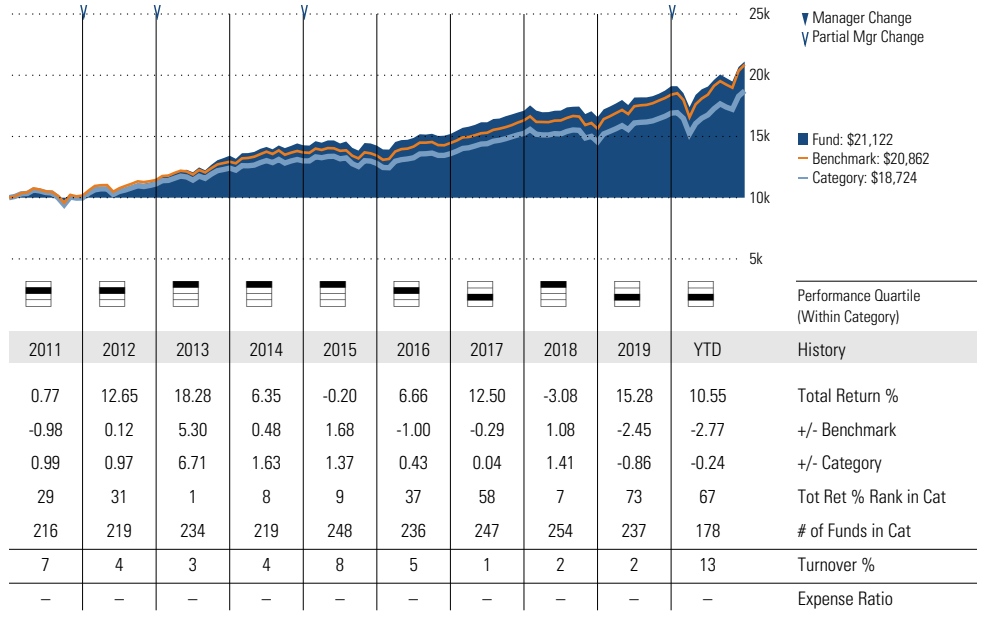 25k
20k
15k
10k
5k
Manager Change
Partial Mgr Change
Fund: $21,122
Benchmark: $20,862
Category: $18,724
Performance Quartile
(Within Category)
2011 2012 2013 2014 2015 2016 2017 2018 2019 YTD History
0.77 12.65 18.28 6.35 -0.20 6.66 12.50 -3.08 15.28 10.55 Total Return %
-0.98 0.12 5.30 0.48 1.68 -1.00 -0.29 1.08 -2.45 -2.77 +/- Benchmark
0.99 0.97 6.71 1.63 1.37 0.43 0.04 1.41 -0.86 -0.24 +/- Category
29 31 1 8 9 37 58 7 73 67 Tot Ret % Rank in Cat
216 219 234 219 248 236 247 254 237 178 # of Funds in Cat
7 4 3 4 8 5 1 2 2 13 Turnover %
– – – – – – – – – – Expense Ratio